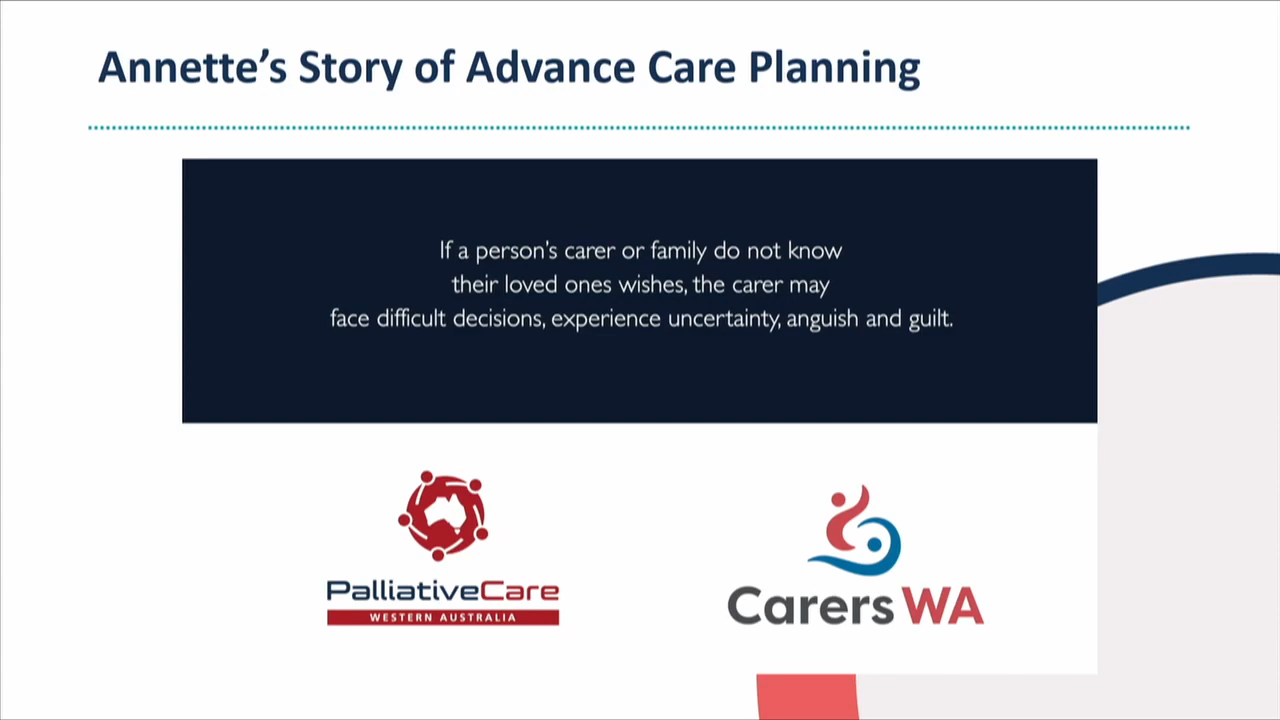 Annette’s Story of Advance Care Planning
If a person’s carer or family do not know
their loved ones wishes, the carer may
face difficult decisions, experience uncertainty, anguish and guilt.
PalliativeCare
WESTERN AUSTRALIA
Carers WA